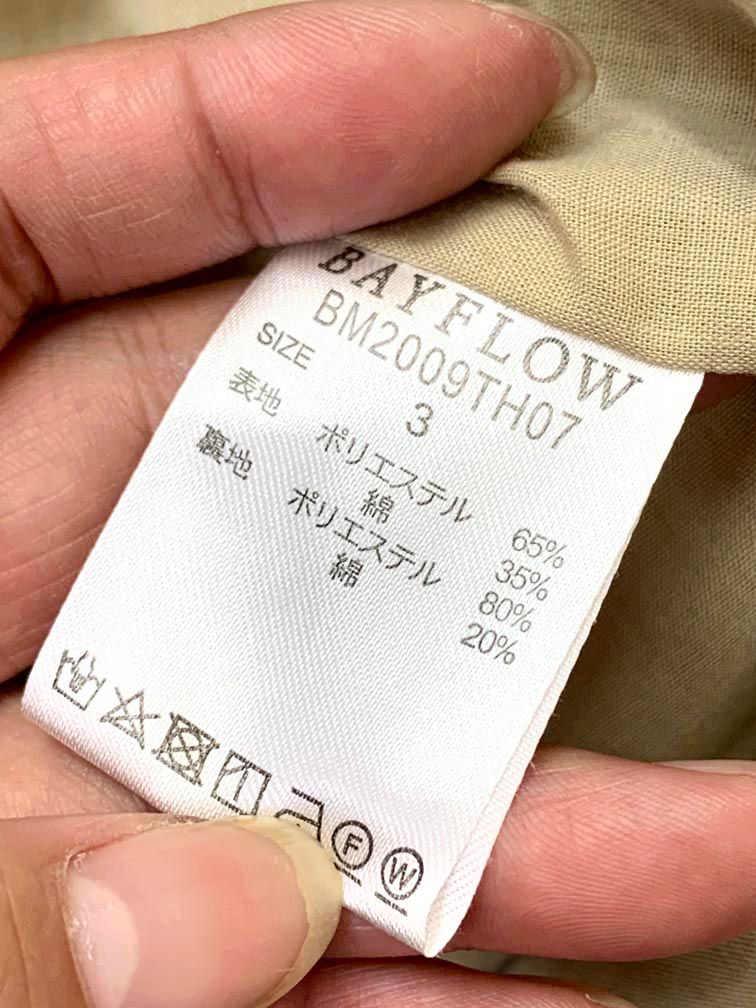 BAYFLOW
BM2009TH07
SIZE 3
表地 ポリエステル 65%
綿 35%
裏地 ポリエステル 80%
綿 20%
F W